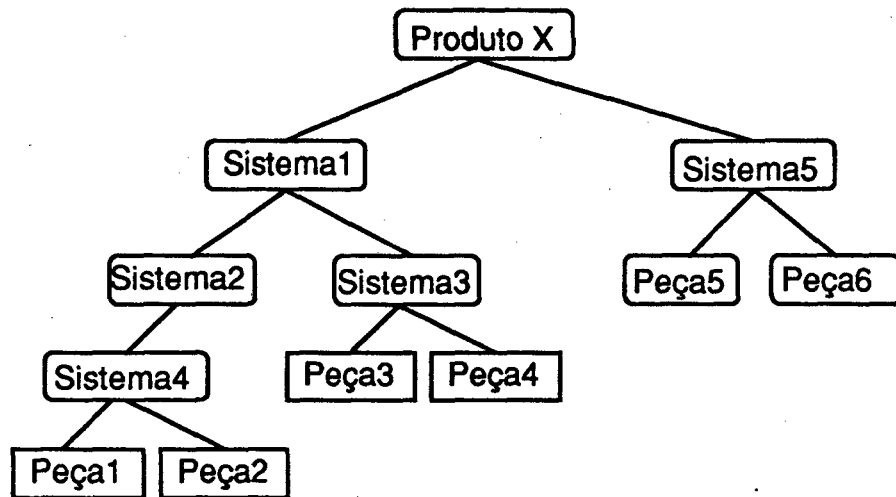 Produto X
Sistema1
Sistema5
Sistema2
Sistema3
Peça5
Peça6
Sistema4
Peça3
Peça4
Peça1
Peça2